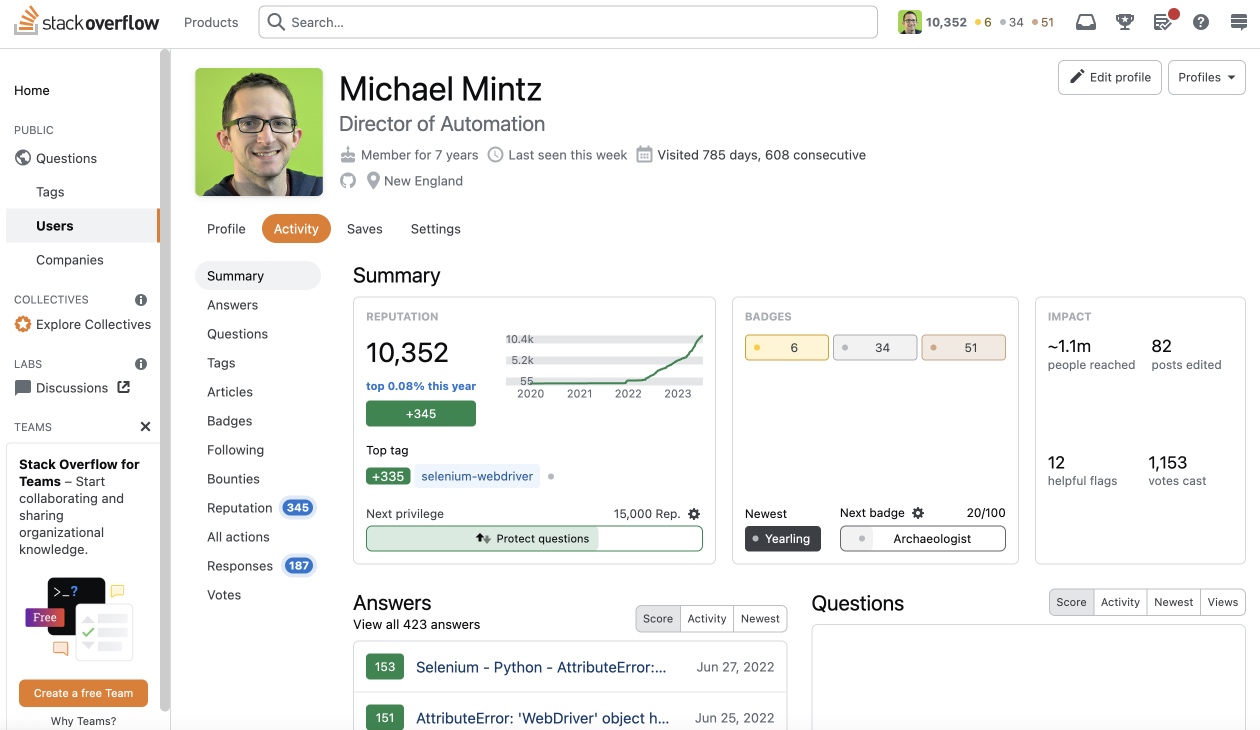 stackoverflow
Products
Search...
10,352 6 34 51
Home
PUBLIC
Questions
Tags
Users
Companies
COLLECTIVES
Explore Collectives
LABS
Discussions
TEAMS
Stack Overflow for
Teams – Start
collaborating and
sharing
organizational
knowledge.
>_?
Free
Create a free Team
Why Teams?
Michael Mintz
Director of Automation
Member for 7 years Last seen this week Visited 785 days, 608 consecutive
New England
Edit profile
Profiles
Profile Activity Saves Settings
Summary
Answers
Questions
Tags
Articles
Badges
Following
Bounties
Reputation 345
All actions
Responses 187
Votes
Summary
REPUTATION
10,352
top 0.08% this year
+345
10.4k
5.2k
55
2020 2021 2022 2023
Top tag
+335 selenium-webdriver
Next privilege 15,000 Rep.
Protect questions
BADGES
6 34 51
Newest
Yearling
Next badge 20/100
Archaeologist
IMPACT
~1.1m
people reached
82
posts edited
12
helpful flags
1,153
votes cast
Answers
View all 423 answers
Score Activity Newest
153 Selenium - Python - AttributeError:... Jun 27, 2022
151 AttributeError: 'WebDriver' object h... Jun 25, 2022
Questions
Score Activity Newest Views